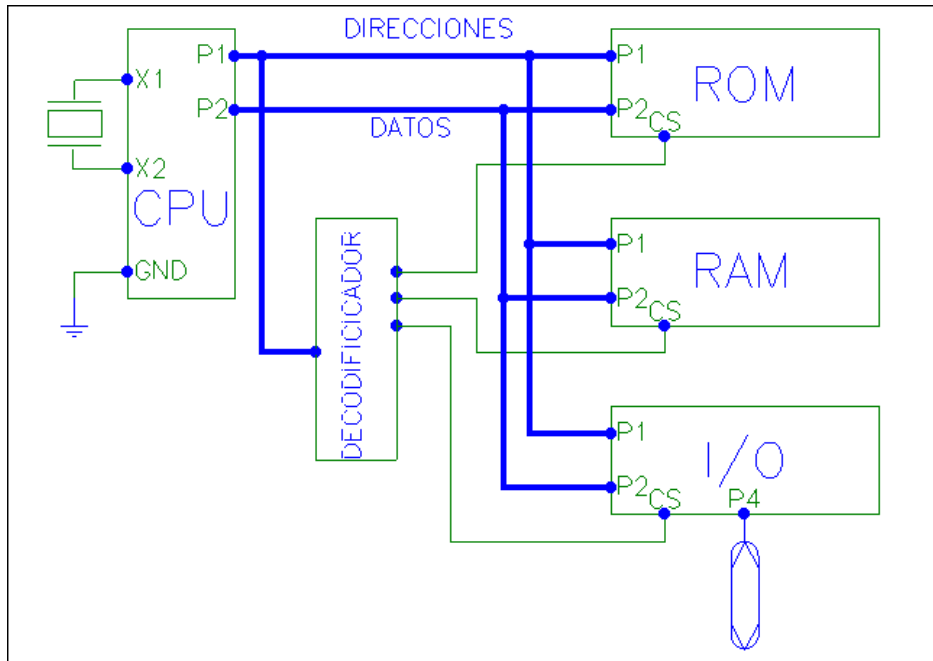 DIRECCIONES
P1
X1
P2
DATOS
X2
CPU
GND
DECODIFICICADOR
P1
ROM
P2
CS
P1
RAM
P2
CS
P1
I/O
P2
CS
P4